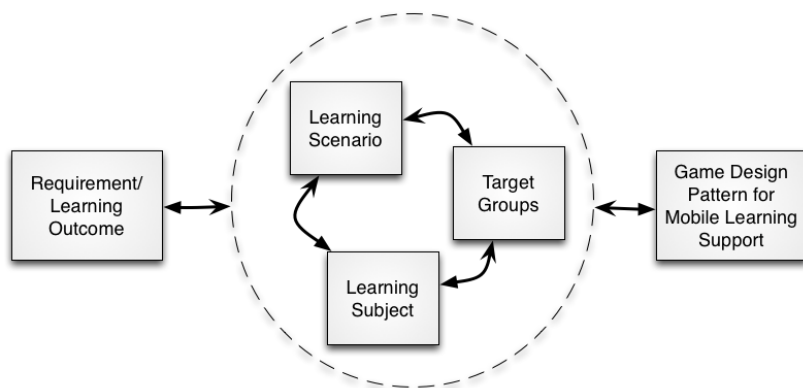 Requirement/
Learning
Outcome
Learning
Scenario
Target
Groups
Learning
Subject
Game Design
Pattern for
Mobile Learning
Support